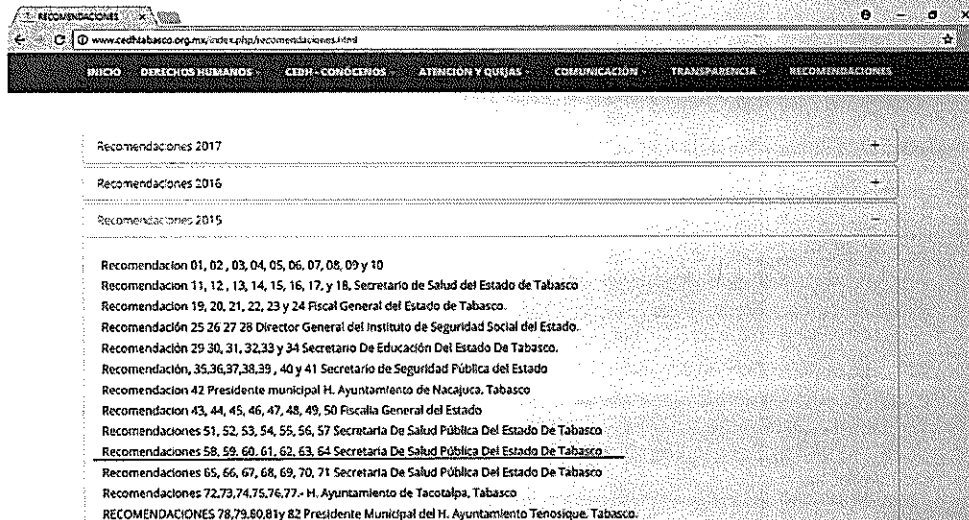 RECOMENDACIONES
www.cedhtabasco.org.mx/index.php/recomendaciones.html
INICIO DERECHOS HUMANOS CEDH - CONÓCENOS ATENCIÓN Y QUEJAS COMUNICACIÓN TRANSPARENCIA RECOMENDACIONES
Recomendaciones 2017 +
Recomendaciones 2016 +
Recomendaciones 2015 -
Recomendacion 01, 02 , 03, 04, 05, 06, 07, 08, 09 y 10
Recomendacion 11, 12 , 13, 14, 15, 16, 17, y 18, Secretario de Salud del Estado de Tabasco
Recomendacion 19, 20, 21, 22, 23 y 24 Fiscal General del Estado de Tabasco.
Recomendación 25 26 27 28 Director General del Instituto de Seguridad Social del Estado.
Recomendación 29 30, 31, 32,33 y 34 Secretario De Educación Del Estado De Tabasco.
Recomendación, 35,36,37,38,39 , 40 y 41 Secretario de Seguridad Pública del Estado
Recomendacion 42 Presidente municipal H. Ayuntamiento de Nacajuca, Tabasco
Recomendacion 43, 44, 45, 46, 47, 48, 49, 50 Fiscalia General del Estado
Recomendaciones 51, 52, 53, 54, 55, 56, 57 Secretaria De Salud Pública Del Estado De Tabasco
Recomendaciones 58, 59, 60, 61, 62, 63, 64 Secretaria De Salud Pública Del Estado De Tabasco
Recomendaciones 65, 66, 67, 68, 69, 70, 71 Secretaria De Salud Pública Del Estado De Tabasco
Recomendaciones 72,73,74,75,76,77.- H. Ayuntamiento de Tacotalpa, Tabasco
RECOMENDACIONES 78,79,80,81y 82 Presidente Municipal del H. Ayuntamiento Tenosique, Tabasco.